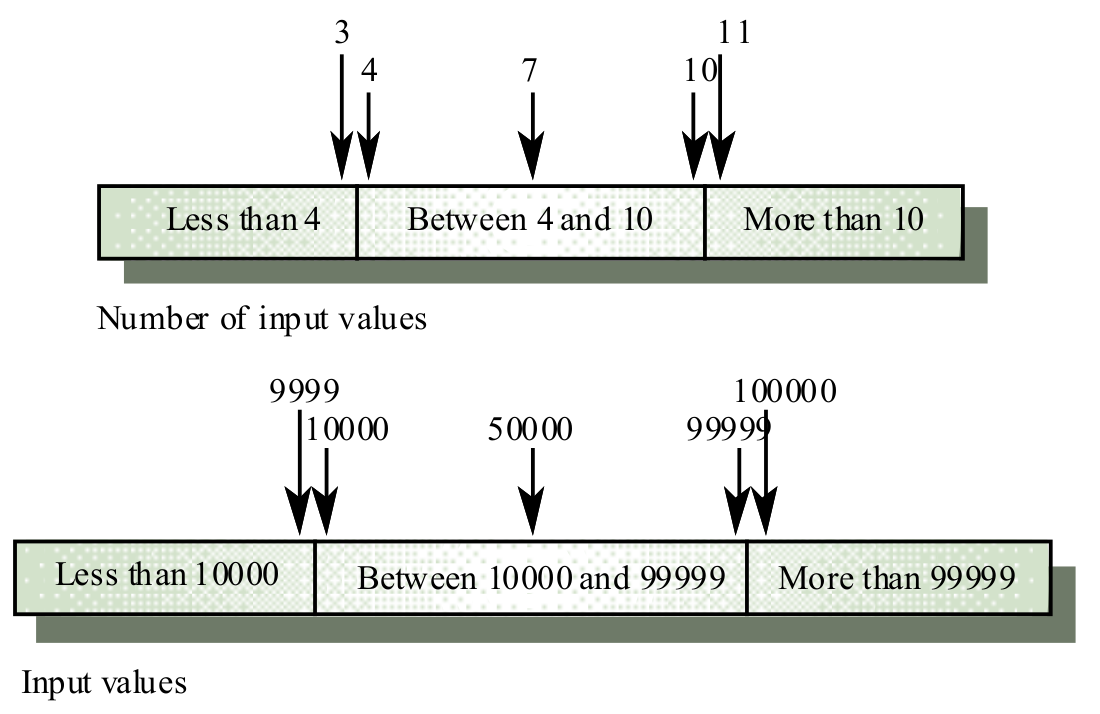 11
3
4 7 10
Less than 4 Between 4 and 10 More than 10
Number of input values
9999 100000
10000 50000 99999
Less than 10000 Between 10000 and 99999 More than 99999
Input values